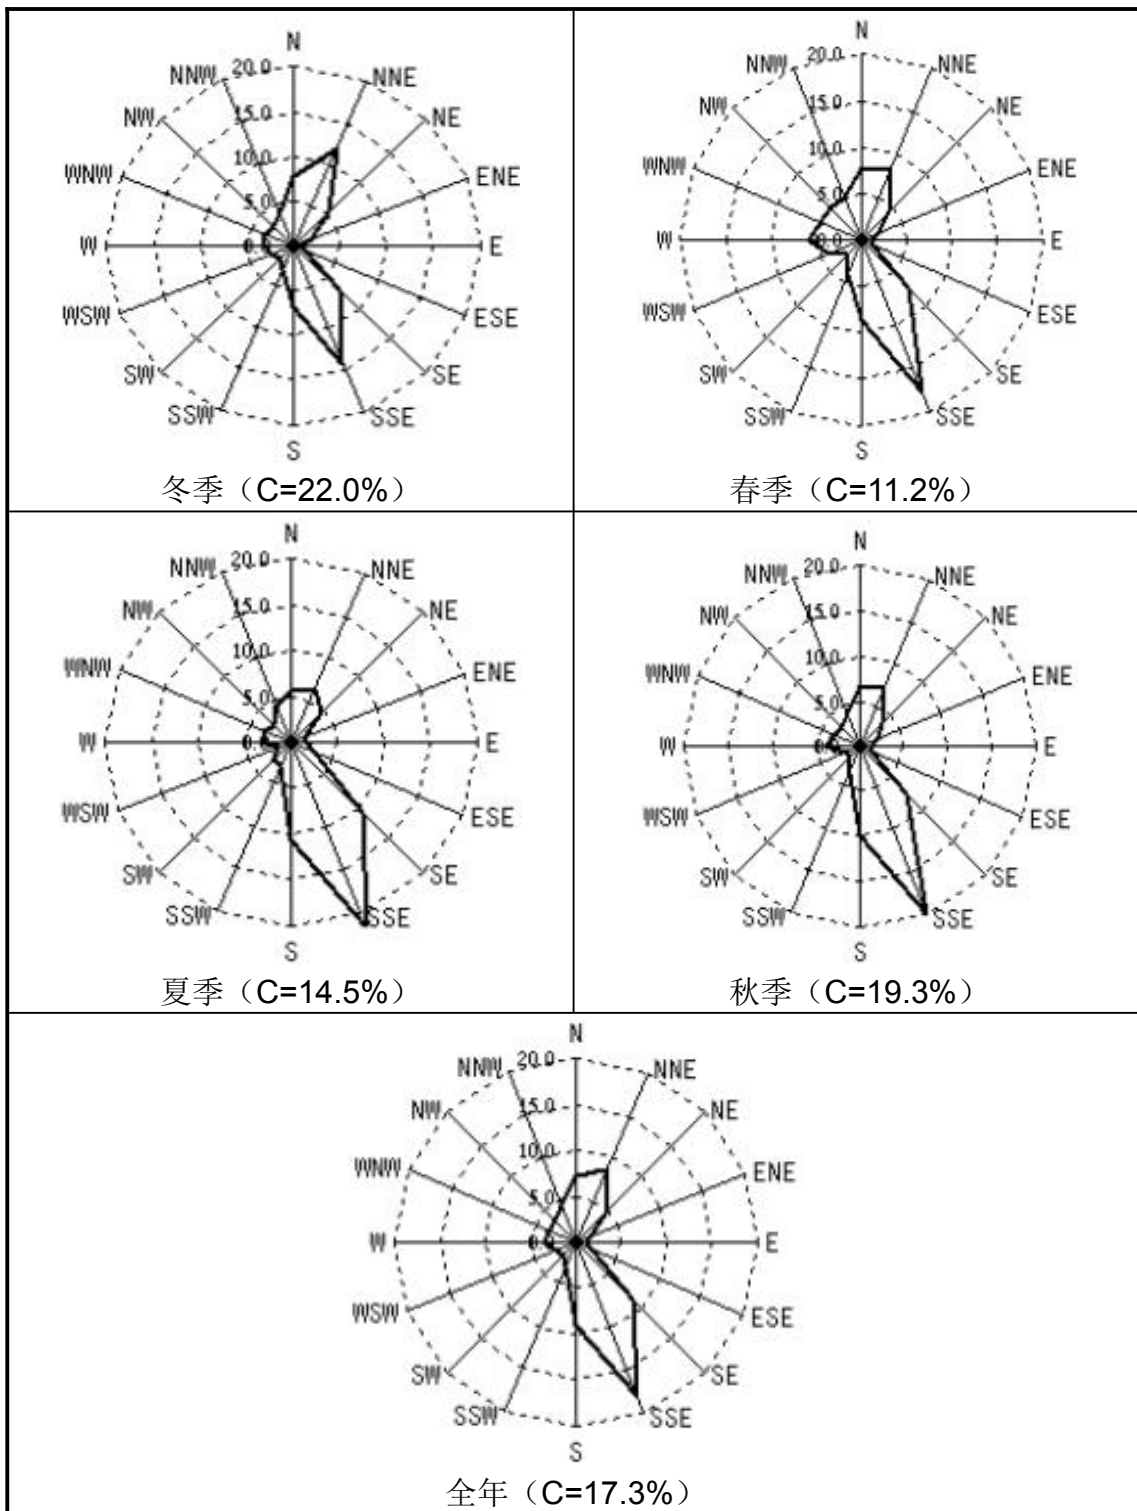 N
NNW 20.0 NNE
NW 15.0 NE
10.0
WNW 5.0 ENE
W 0.0 E
WSW ESE
SW SE
SSW SSE
S
冬季（C=22.0%）
N
NNW 20.0 NNE
NW 15.0 NE
10.0
WNW 5.0 ENE
W 0.0 E
WSW ESE
SW SE
SSW SSE
S
春季（C=11.2%）
N
NNW 20.0 NNE
NW 15.0 NE
10.0
WNW 5.0 ENE
W 0.0 E
WSW ESE
SW SE
SSW SSE
S
夏季（C=14.5%）
N
NNW 20.0 NNE
NW 15.0 NE
10.0
WNW 5.0 ENE
W 0.0 E
WSW ESE
SW SE
SSW SSE
S
秋季（C=19.3%）
N
NNW 20.0 NNE
NW 15.0 NE
10.0
WNW 5.0 ENE
W 0 E
WSW ESE
SW SE
SSW SSE
S
全年（C=17.3%）